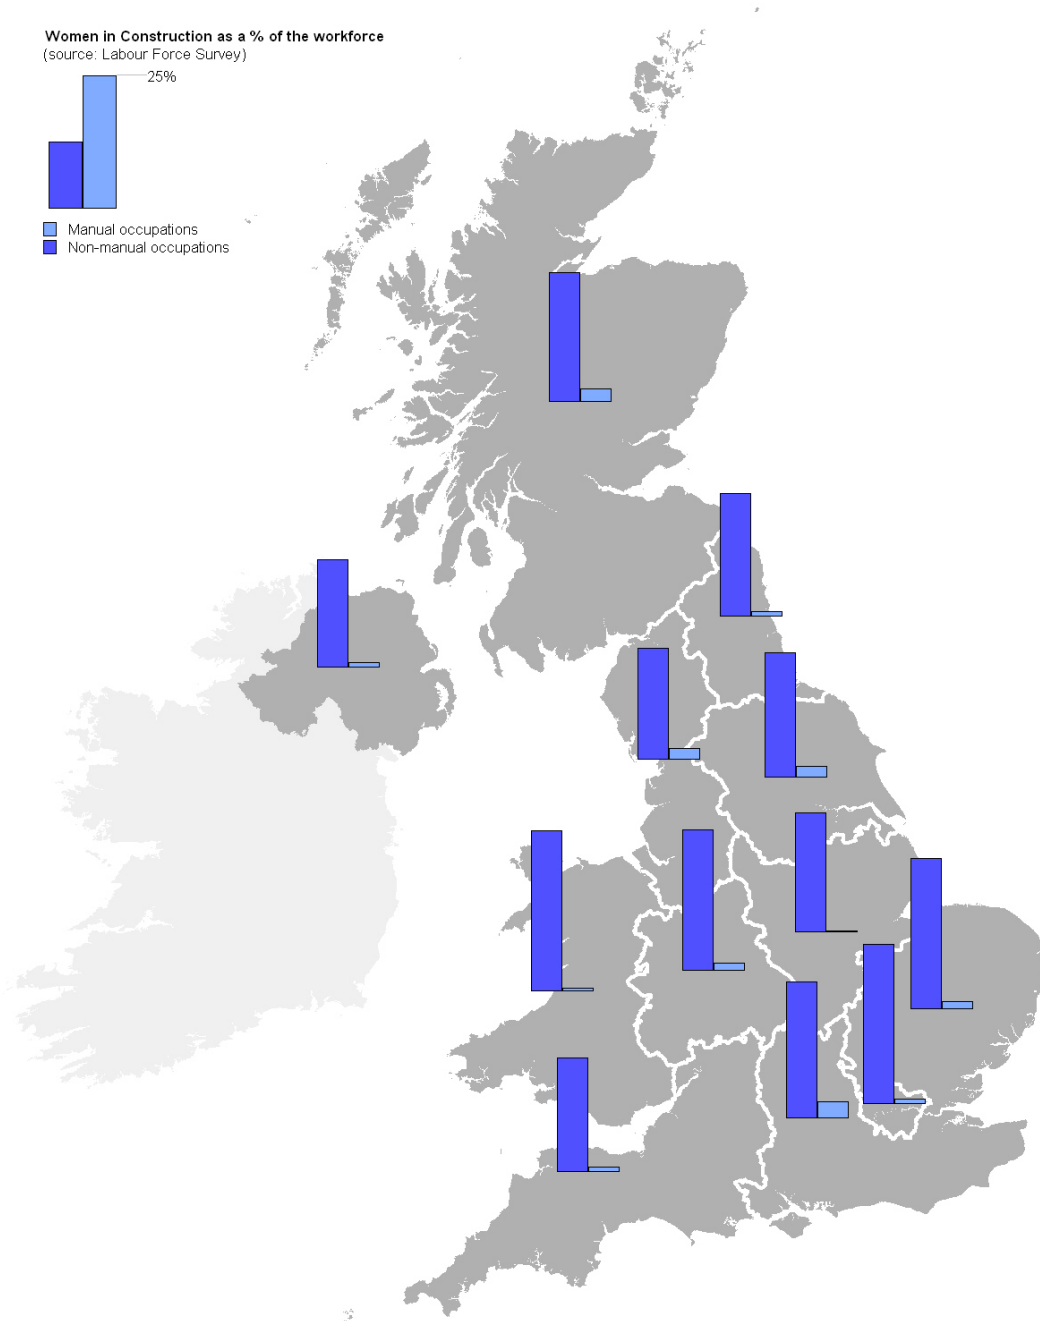 Women in Construction as a % of the workforce
(source: Labour Force Survey)
25%
Manual occupations
Non-manual occupations